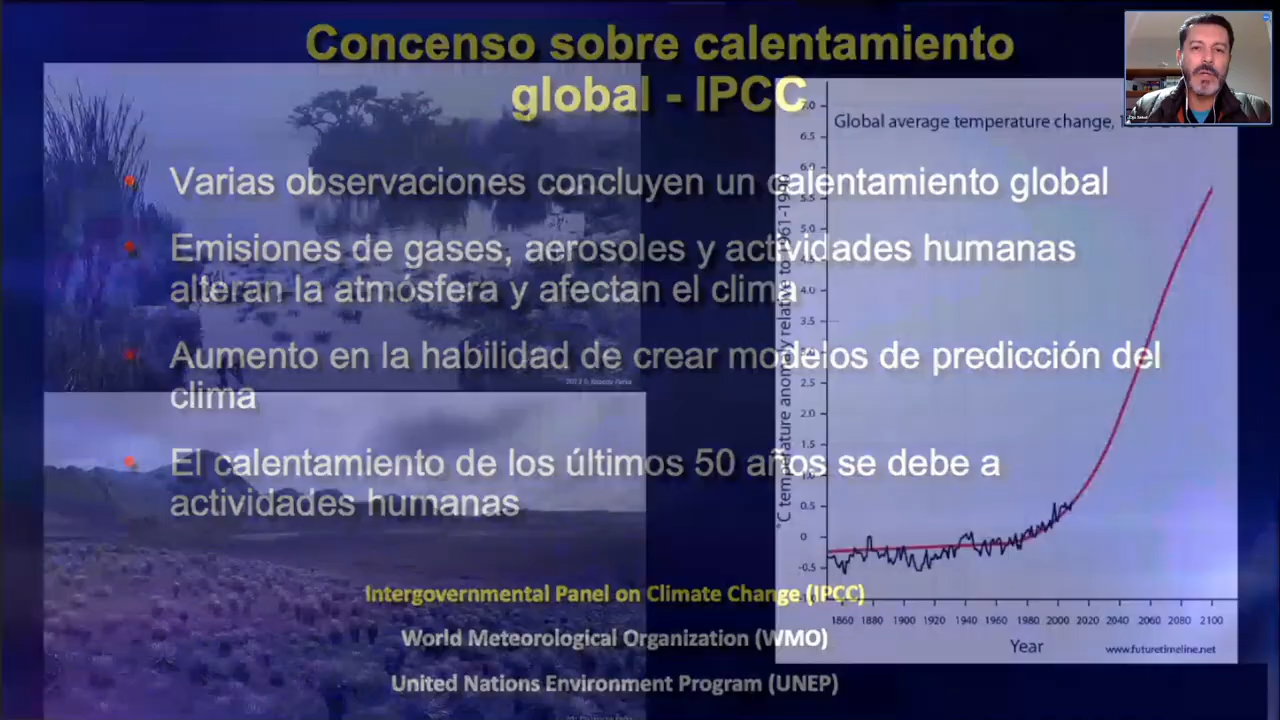 Concenso sobre calentamiento
global - IPCC
Global average temperature change,
Varias observaciones concluyen un calentamiento global
Emisiones de gases, aerosoles y actividades humanas
alteran la atmósfera y afectan el clima
Aumento en la habilidad de crear modelos de predicción del
clima
El calentamiento de los últimos 50 años se debe a
actividades humanas
Intergovernmental Panel on Climate Change (IPCC)
World Meteorological Organization (WMO)
United Nations Environment Program (UNEP)
°C temperature anomaly relative to 1961-1990
6.5
6.0
5.5
5.0
4.0
3.5
2.5
2.0
1.5
0.5
0
-0.5
1860 1880 1900 1920 1940 1960 1980 2000 2020 2040 2060 2080 2100
Year
www.futuretimeline.net